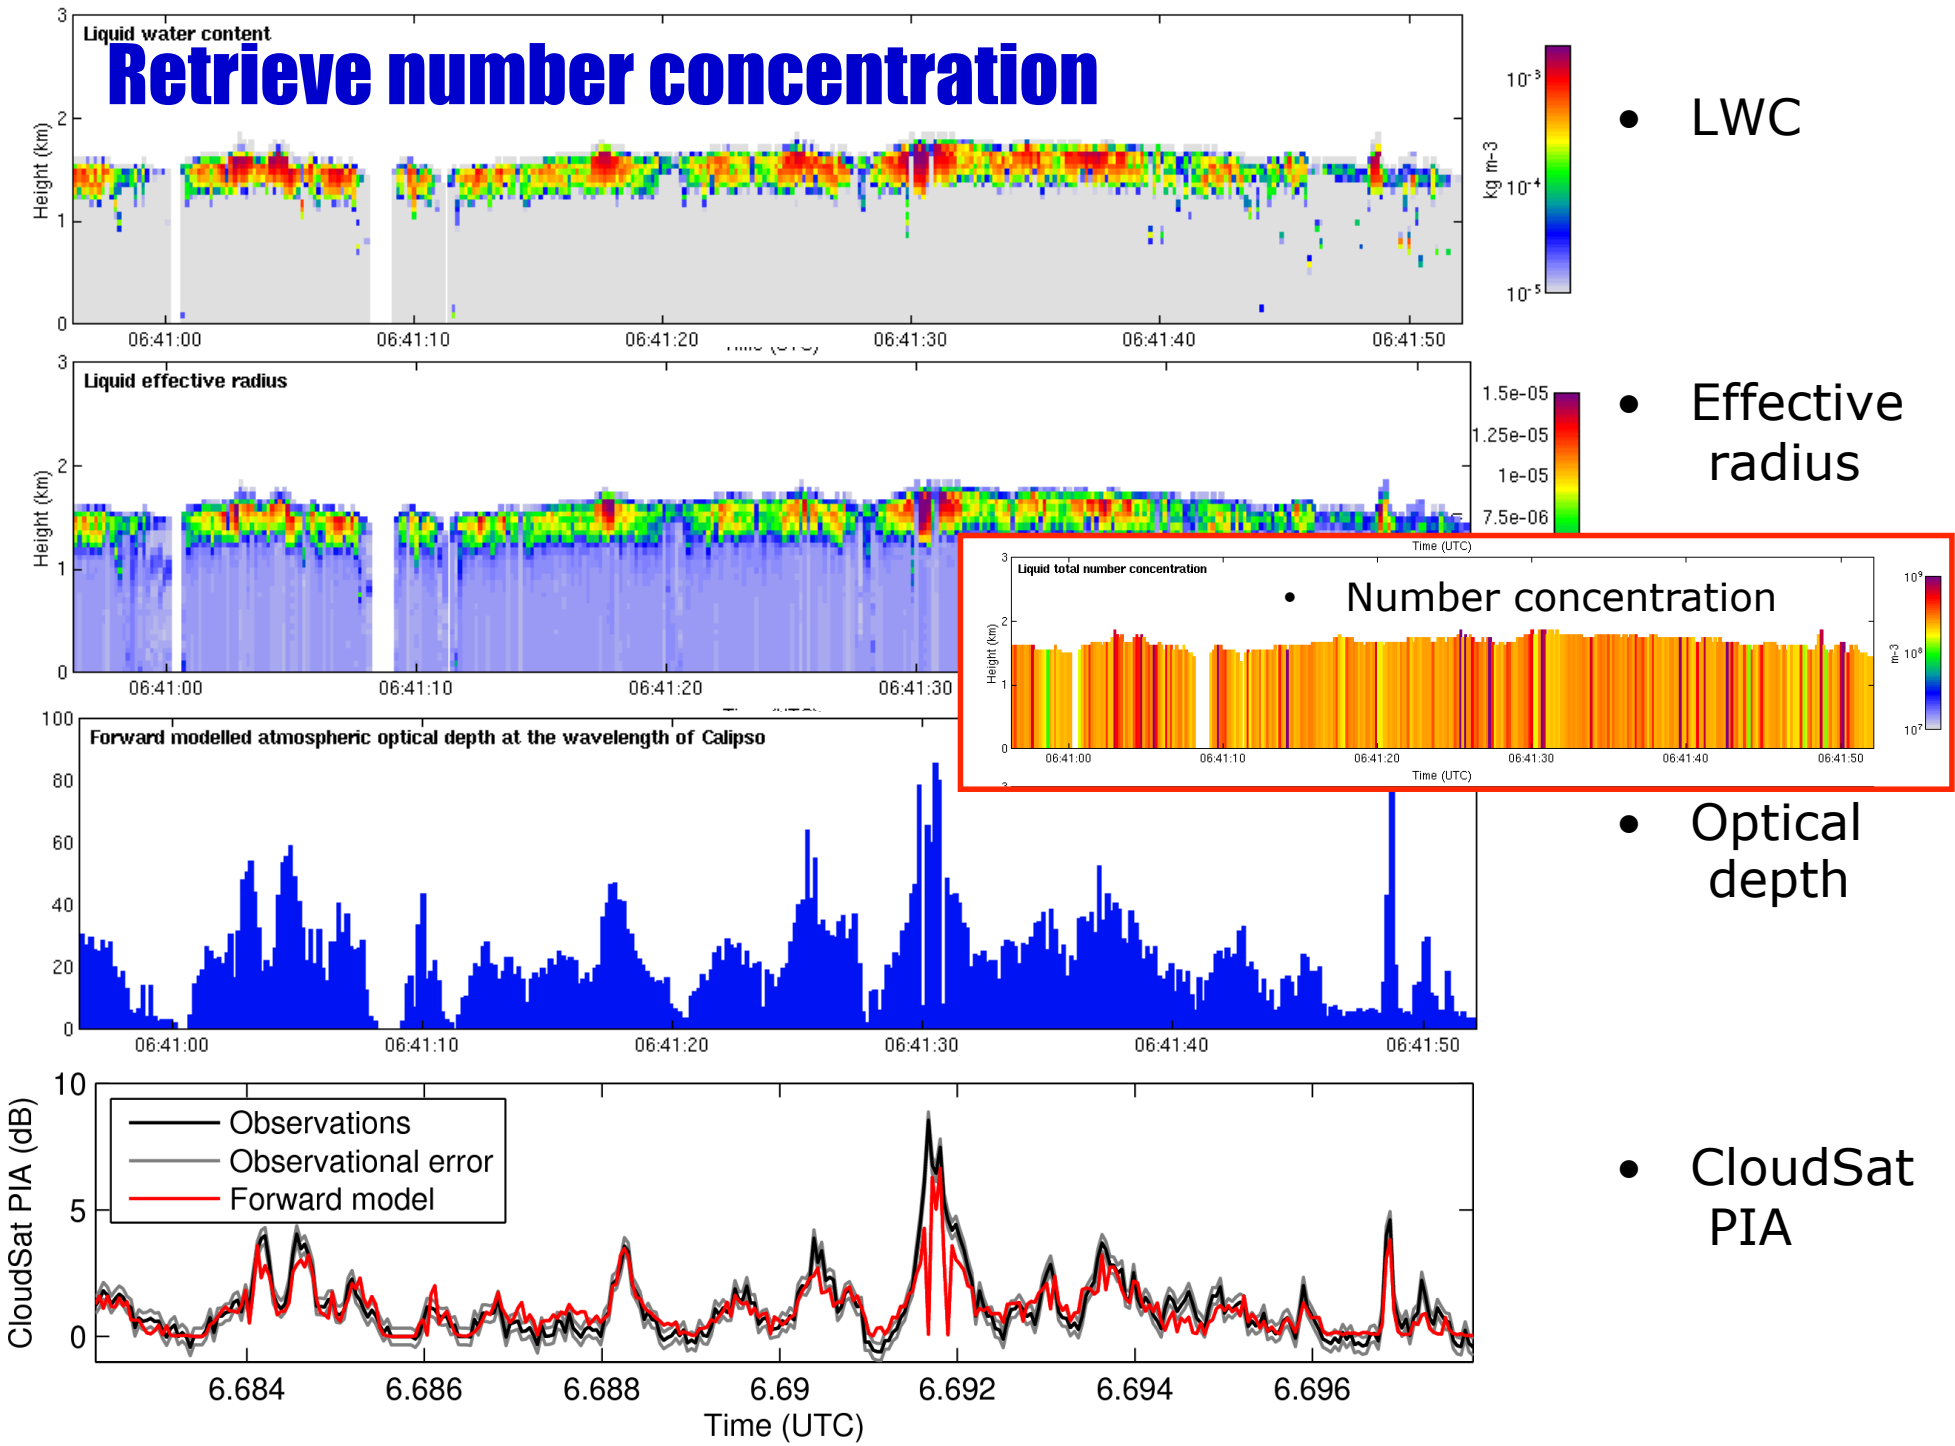 Liquid water content
Retrieve number concentration
3
2
1
0
Height (km)
06:41:00 06:41:10 06:41:20 06:41:30 06:41:40 06:41:50
10-3
10-4
10-5
kg m-3
• LWC
Liquid effective radius
3
2
1
0
Height (km)
06:41:00 06:41:10 06:41:20 06:41:30
1.5e-05
1.25e-05
1e-05
7.5e-06
• Effective
radius
Time (UTC)
Liquid total number concentration
• Number concentration
3
2
1
0
Height (km)
06:41:00 06:41:10 06:41:20 06:41:30 06:41:40 06:41:50
Time (UTC)
109
108
107
m-3
Forward modelled atmospheric optical depth at the wavelength of Calipso
100
80
60
40
20
0
06:41:00 06:41:10 06:41:20 06:41:30 06:41:40 06:41:50
• Optical
depth
10
5
0
CloudSat PIA (dB)
Observations
Observational error
Forward model
6.684 6.686 6.688 6.69 6.692 6.694 6.696
Time (UTC)
• CloudSat
PIA